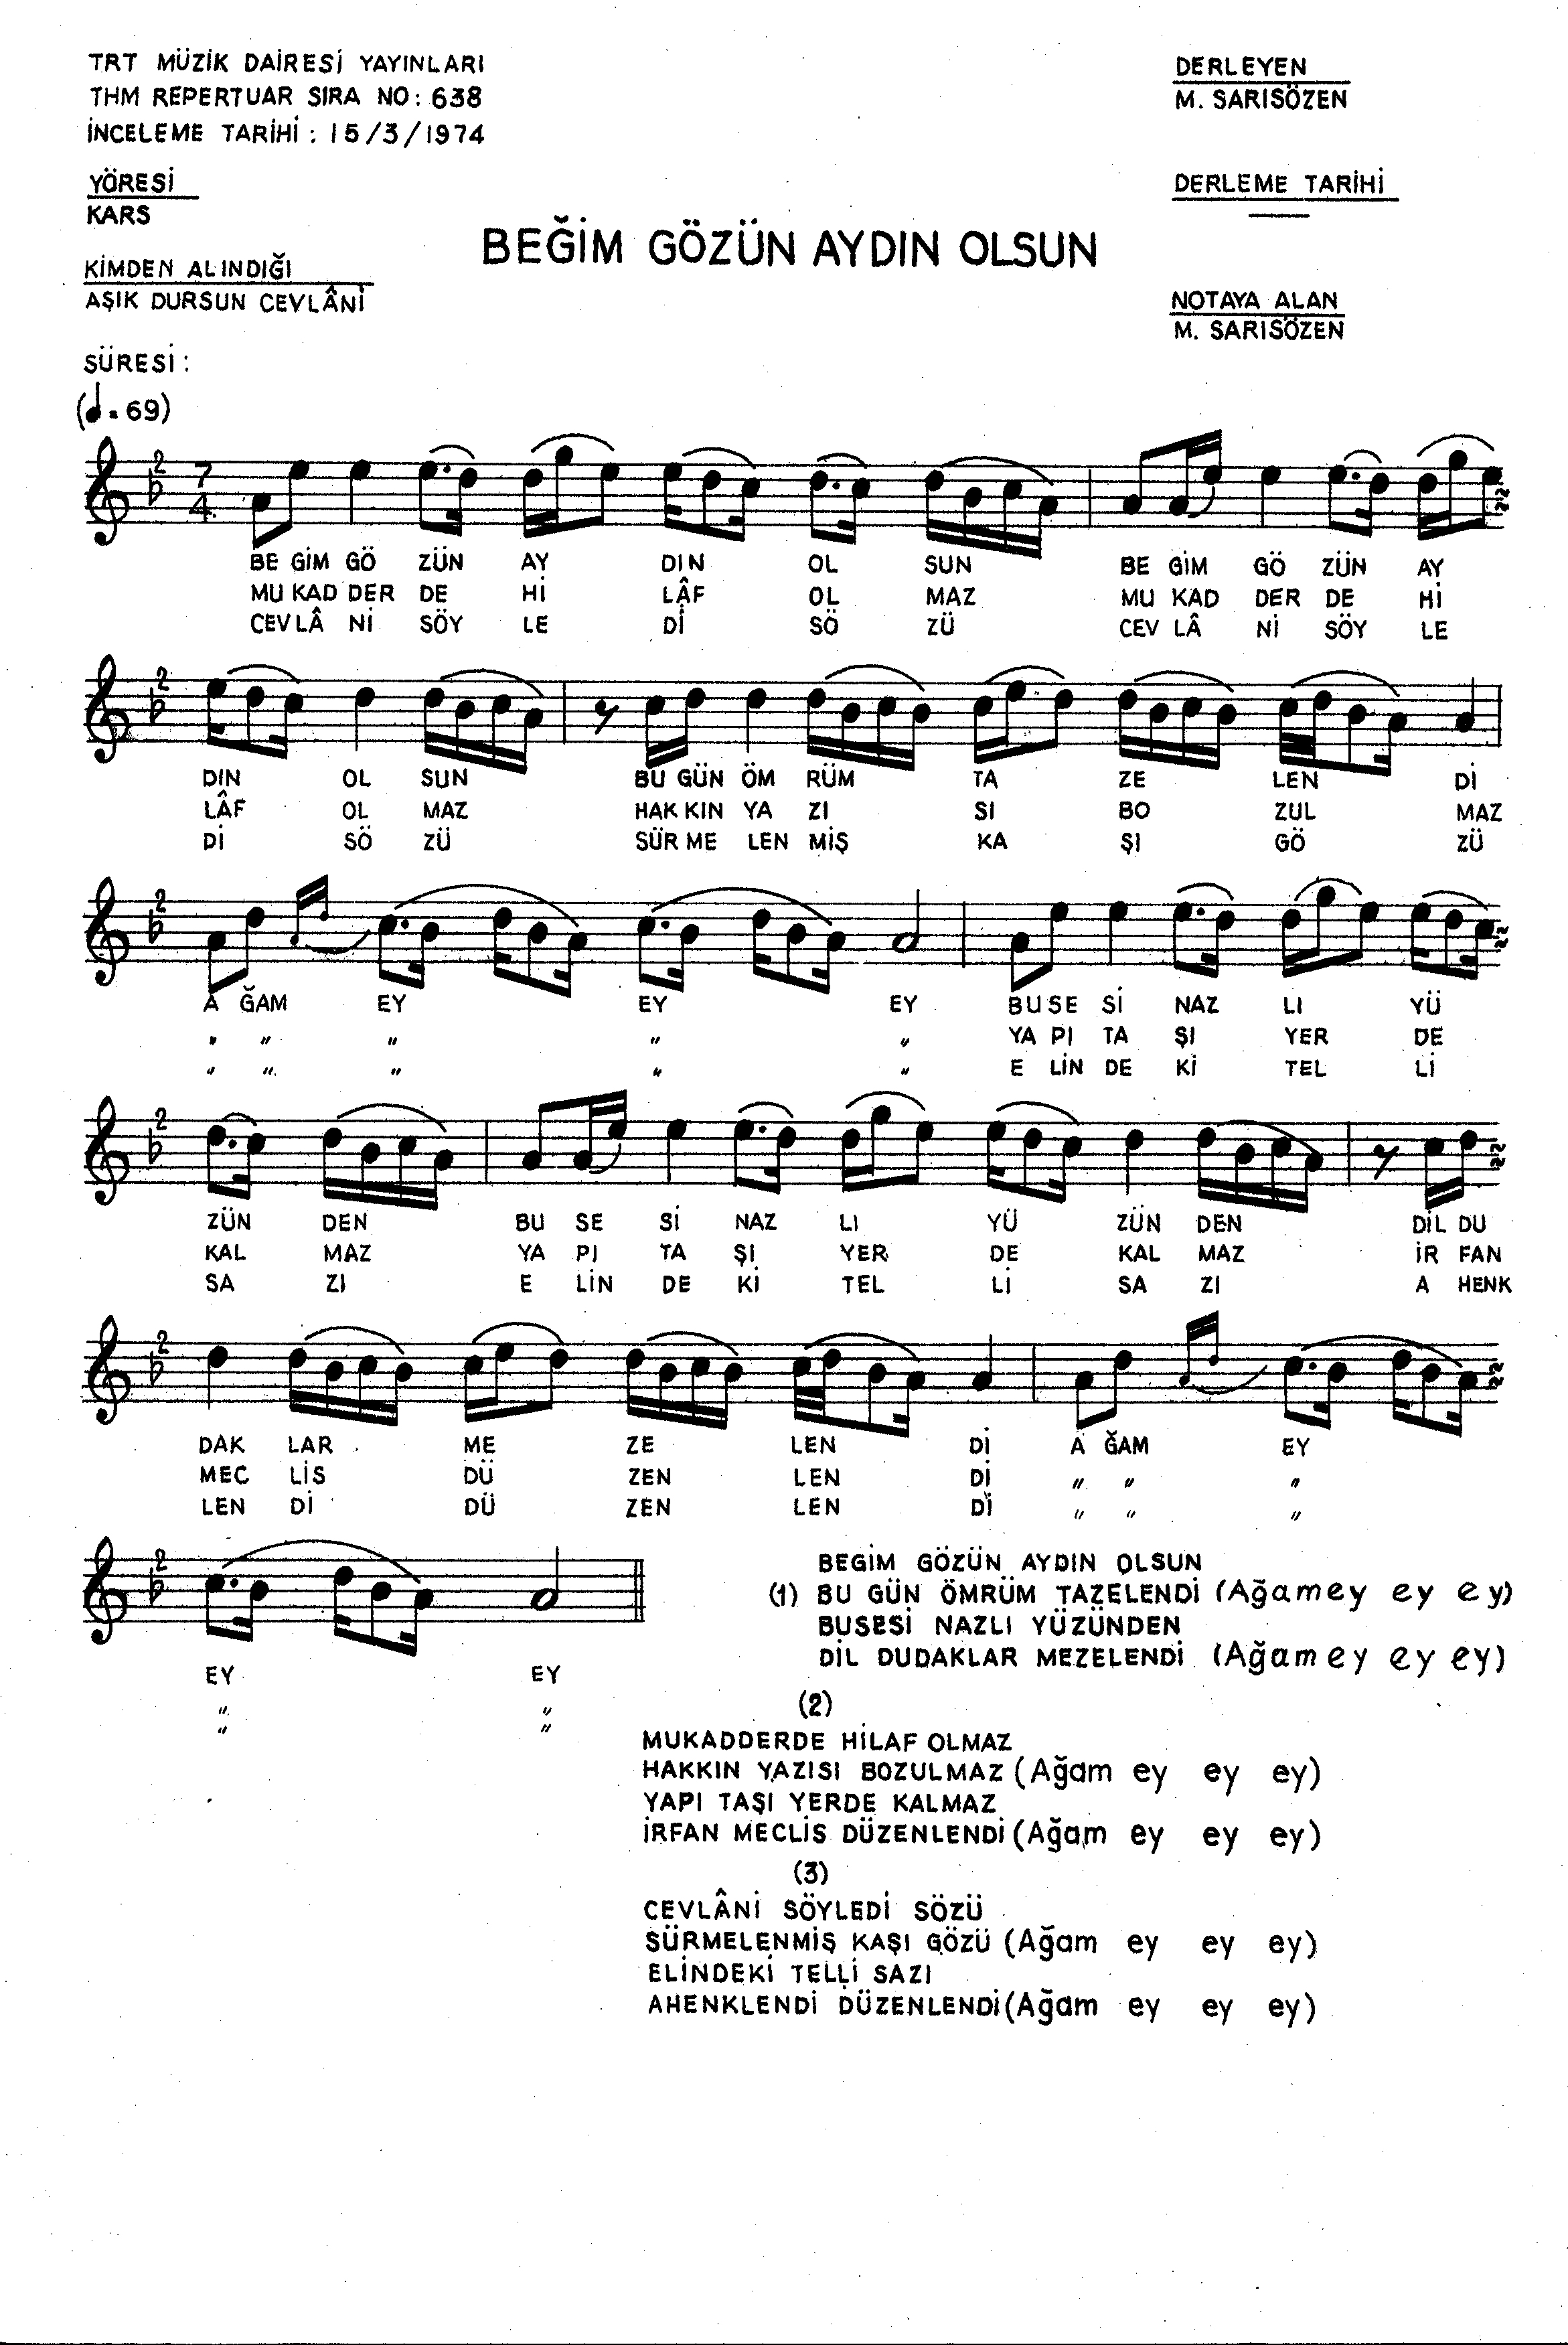 TRT MÜZİK DAİRESİ YAYINLARI
THM REPERTUAR SIRA NO: 638
İNCELEME TARİHİ : 15/3/1974
DERLEYEN
M. SARISÖZEN
YÖRESİ
KARS
DERLEME TARİHİ
BEĞİM GÖZÜN AYDIN OLSUN
KİMDEN ALINDIĞI
AŞIK DURSUN CEVLÂNİ
NOTAYA ALAN
M. SARISÖZEN
SÜRESİ :
(♩ = 69)
2
7
4
BE GİM GÖ ZÜN AY DIN OL SUN BE GİM GÖ ZÜN AY
MU KAD DER DE Hİ LÂF OL MAZ MU KAD DER DE Hİ
CEV LÂ Nİ SÖY LE Dİ SÖ ZÜ CEV LÂ Nİ SÖY LE
2
DIN OL SUN BU GÜN ÖM RÜM TA ZE LEN Dİ
LÂF OL MAZ HAK KIN YA ZI SI BO ZUL MAZ
Dİ SÖ ZÜ SÜR ME LEN MİŞ KA ŞI GÖ ZÜ
2
A ĞAM EY EY EY BU SE Sİ NAZ LI YÜ
" " " " " YA PI TA ŞI YER DE
" " " " " E LİN DE Kİ TEL Lİ
2
ZÜN DEN BU SE Sİ NAZ LI YÜ ZÜN DEN DİL DU
KAL MAZ YA PI TA ŞI YER DE KAL MAZ İR FAN
SA ZI E LİN DE Kİ TEL Lİ SA ZI A HENK
2
DAK LAR ME ZE LEN Dİ A ĞAM EY
MEC LİS DÜ ZEN LEN Dİ " " "
LEN Dİ DÜ ZEN LEN Dİ " " "
2
EY EY
" "
" "
BEGİM GÖZÜN AYDIN OLSUN
(1) BU GÜN ÖMRÜM TAZELENDİ (Ağam ey ey ey)
BUSESİ NAZLI YÜZÜNDEN
DİL DUDAKLAR MEZELENDİ (Ağam ey ey ey)
(2)
MUKADDERDE HİLAF OLMAZ
HAKKIN YAZISI BOZULMAZ (Ağam ey ey ey)
YAPI TAŞI YERDE KALMAZ
İRFAN MECLİS DÜZENLENDİ (Ağam ey ey ey)
(3)
CEVLÂNİ SÖYLEDİ SÖZÜ
SÜRMELENMİŞ KAŞI GÖZÜ (Ağam ey ey ey)
ELİNDEKİ TELLİ SAZI
AHENKLENDİ DÜZENLENDİ (Ağam ey ey ey)